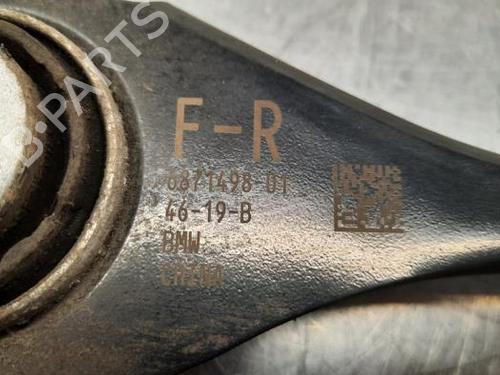 B-PARTS
F-R
6871498 01
46-19-B
BMW
CHINA